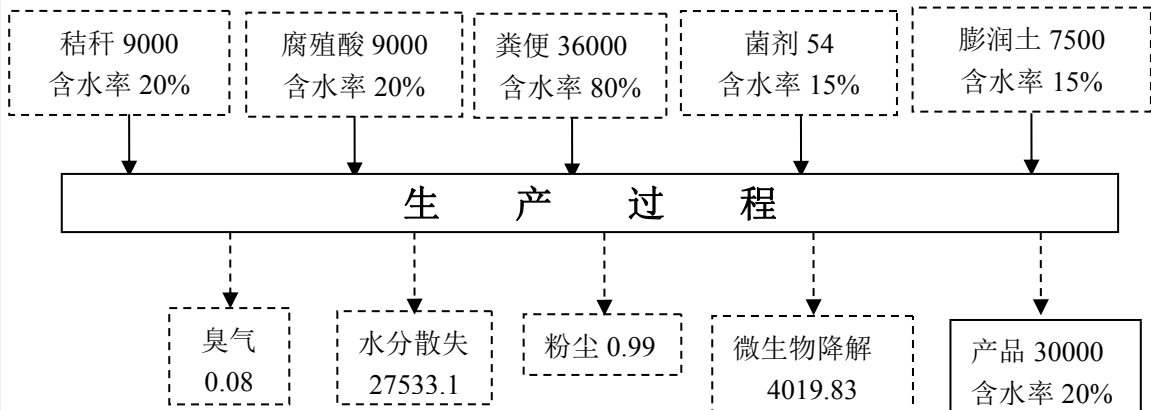 秸秆 9000
含水率 20%
腐殖酸 9000
含水率 20%
粪便 36000
含水率 80%
菌剂 54
含水率 15%
膨润土 7500
含水率 15%
生 产 过 程
臭气
0.08
水分散失
27533.1
粉尘 0.99
微生物降解
4019.83
产品 30000
含水率 20%